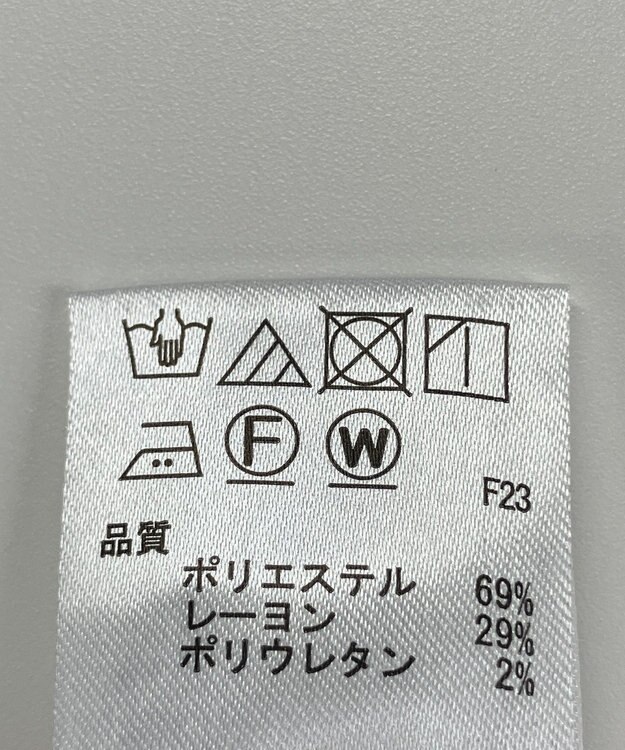 F W
F23
品質
ポリエステル 69%
レーヨン 29%
ポリウレタン 2%